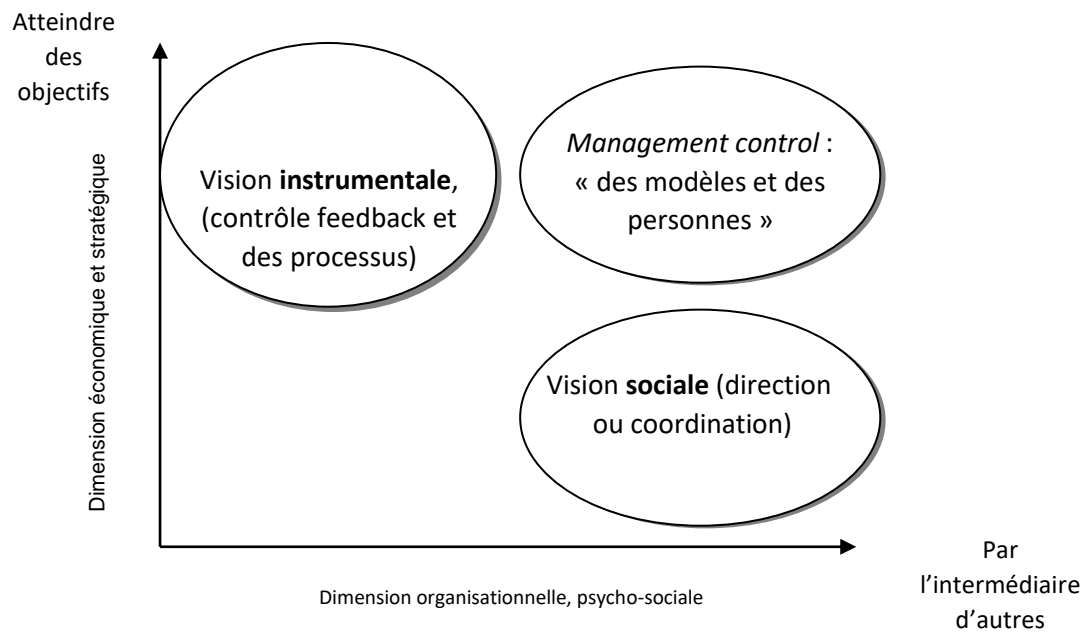 Atteindre
des
objectifs
Dimension économique et stratégique
Vision instrumentale,
(contrôle feedback et
des processus)
Management control :
« des modèles et des
personnes »
Vision sociale (direction
ou coordination)
Dimension organisationnelle, psycho-sociale
Par
l’intermédiaire
d’autres